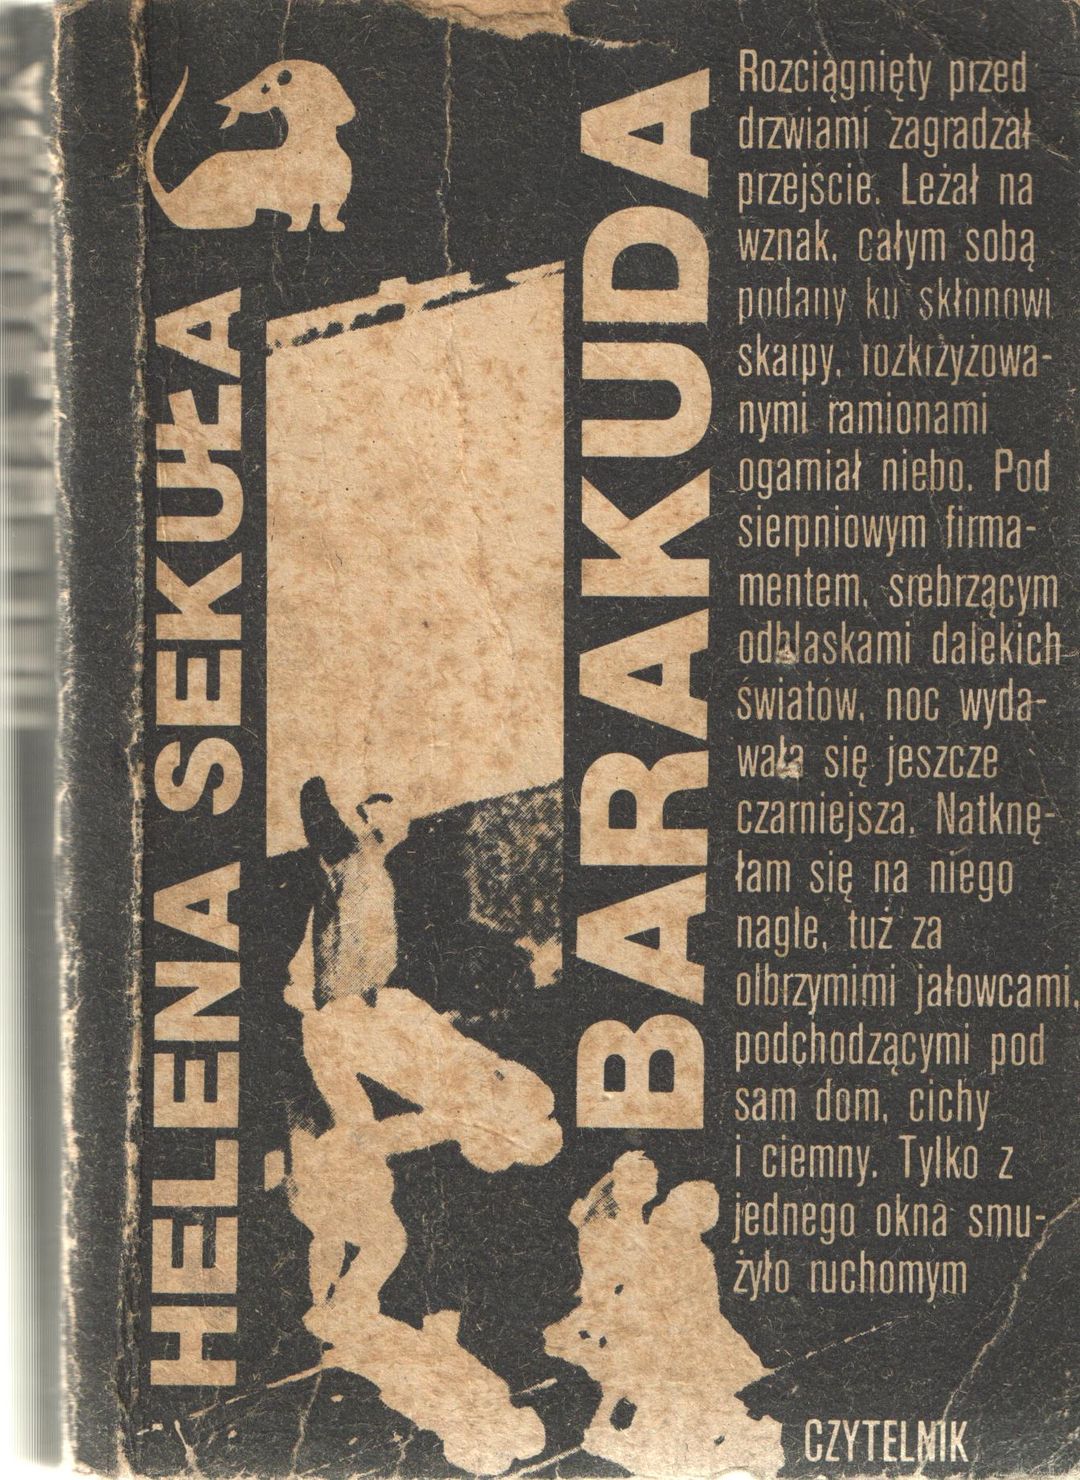 HELENA SEKUŁA
BARAKUDA
Rozciągnięty przed
drzwiami zagradzał
przejście. Leżał na
wznak, całym sobą
podany ku skłonowi
skarpy, rozkrzyżowa-
nymi ramionami
ogarniał niebo. Pod
sierpniowym firma-
mentem, srebrzącym
odblaskami dalekich
światów, noc wyda-
wała się jeszcze
czarniejsza. Natknę-
łam się na niego
nagle, tuż za
olbrzymimi jałowcami,
podchodzącymi pod
sam dom, cichy
i ciemny. Tylko z
jednego okna smu-
żyło ruchomym
CZYTELNIK